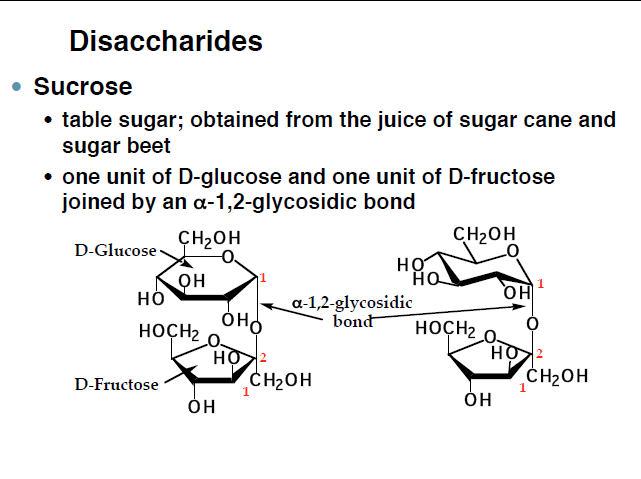 Disaccharides
• Sucrose
• table sugar; obtained from the juice of sugar cane and
sugar beet
• one unit of D-glucose and one unit of D-fructose
joined by an α-1,2-glycosidic bond
D-Glucose
CH₂OH
O
OH
HO
1
OH
O
α-1,2-glycosidic
bond
HOCH₂
O
HO
2
D-Fructose
CH₂OH
1
OH
CH₂OH
O
HO
HO
OH
1
O
HOCH₂
O
HO
2
CH₂OH
1
OH